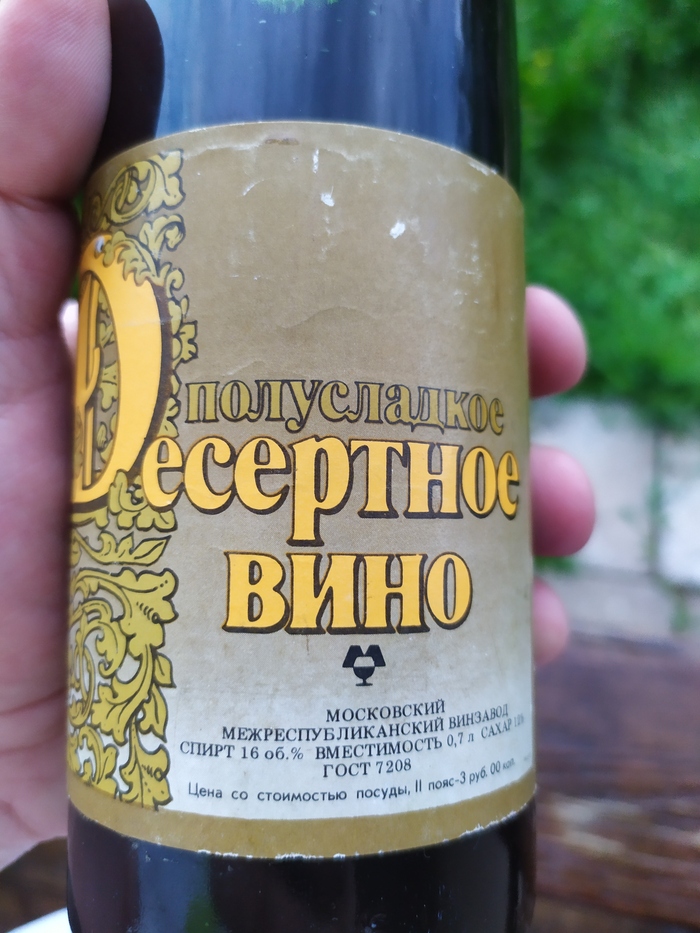 полусладкое
Десертное
вино
МОСКОВСКИЙ
МЕЖРЕСПУБЛИКАНСКИЙ ВИНЗАВОД
СПИРТ 16 об.% ВМЕСТИМОСТЬ 0,7 л САХАР
ГОСТ 7208
Цена со стоимостью посуды, II пояс-3 руб. 00 коп.